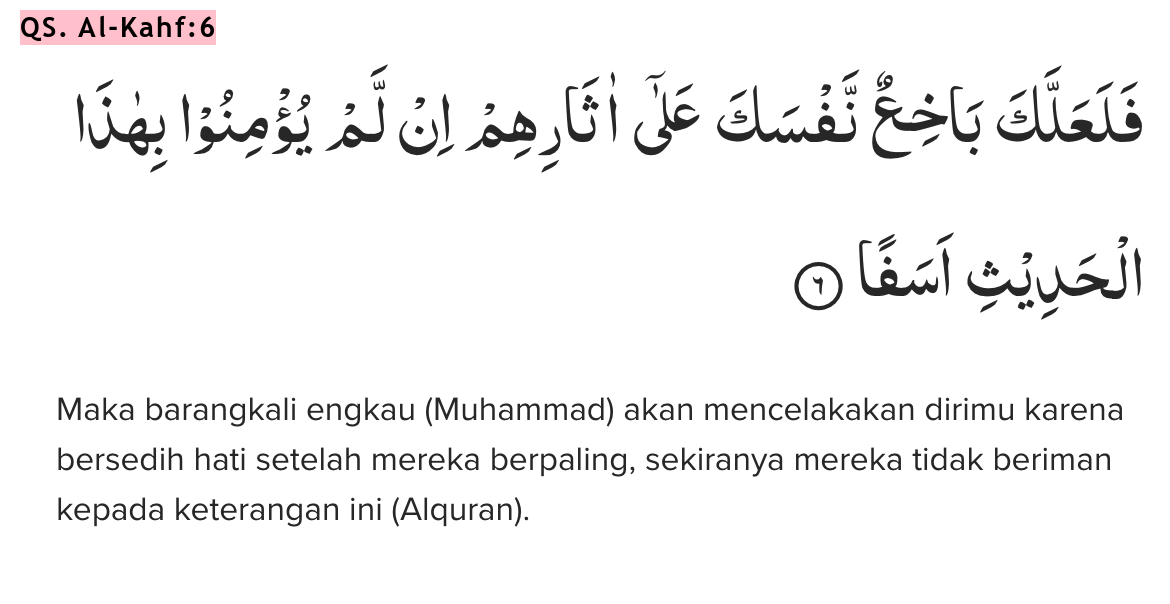 QS. Al-Kahf:6
فَلَعَلَّكَ بَاخِعٌ نَّفْسَكَ عَلٰٓى اٰثَارِهِمْ اِنْ لَّمْ يُؤْمِنُوْا بِهٰذَا
الْحَدِيْثِ اَسَفًا ۝٦
Maka barangkali engkau (Muhammad) akan mencelakakan dirimu karena
bersedih hati setelah mereka berpaling, sekiranya mereka tidak beriman
kepada keterangan ini (Alquran).